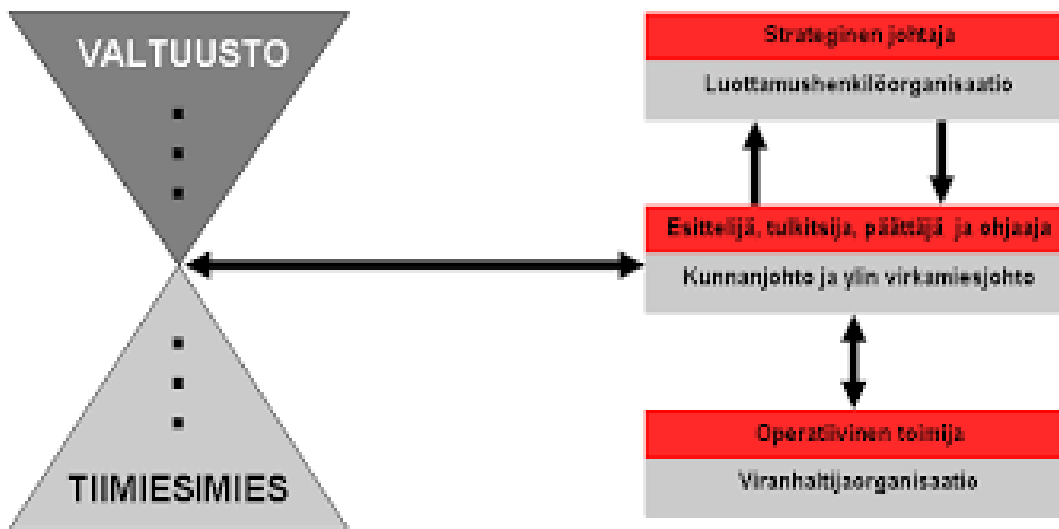 VALTUUSTO
TIIMIESIMIES
Strateginen johtaja
Luottamushenkilöorganisaatio
Esittelijä, tulkitsija, päättäjä ja ohjaaja
Kunnanjohto ja ylin virkamiesjohto
Operatiivinen toimija
Viranhaltijaorganisaatio